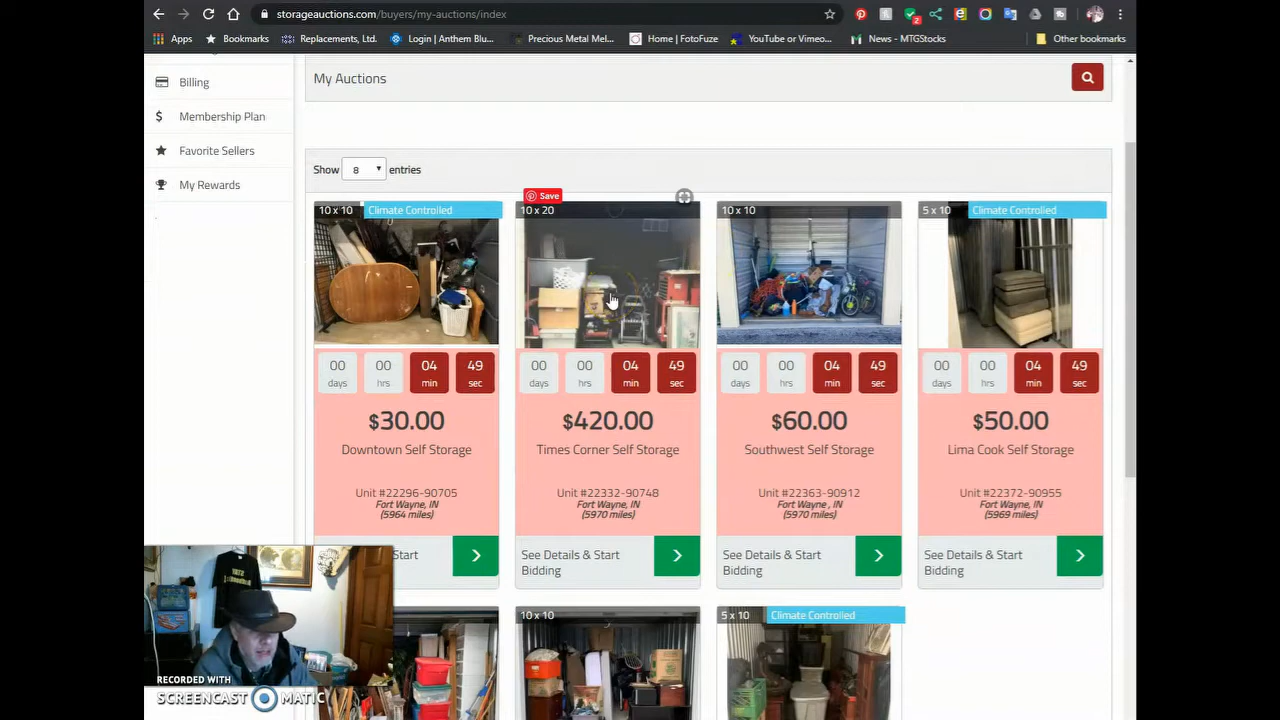 storageauctions.com/buyers/my-auctions/index
2
Apps
Bookmarks
Replacements, Ltd.
Login | Anthem Blu...
Precious Metal Mel...
Home | FotoFuze
YouTube or Vimeo...
News - MTGStocks
Other bookmarks
Billing
Membership Plan
Favorite Sellers
My Rewards
My Auctions
Show 8 entries
Save
10 x 10 Climate Controlled
00 days 00 hrs 04 min 49 sec
$30.00
Downtown Self Storage
Unit #22296-90705
Fort Wayne, IN
(5964 miles)
Start
10 x 20
00 days 00 hrs 04 min 49 sec
$420.00
Times Corner Self Storage
Unit #22332-90748
Fort Wayne, IN
(5970 miles)
See Details & Start
Bidding
10 x 10
00 days 00 hrs 04 min 49 sec
$60.00
Southwest Self Storage
Unit #22363-90912
Fort Wayne , IN
(5970 miles)
See Details & Start
Bidding
5 x 10 Climate Controlled
00 days 00 hrs 04 min 49 sec
$50.00
Lima Cook Self Storage
Unit #22372-90955
Fort Wayne, IN
(5969 miles)
See Details & Start
Bidding
10 x 10
5 x 10 Climate Controlled
RECORDED WITH
SCREENCAST MATIC